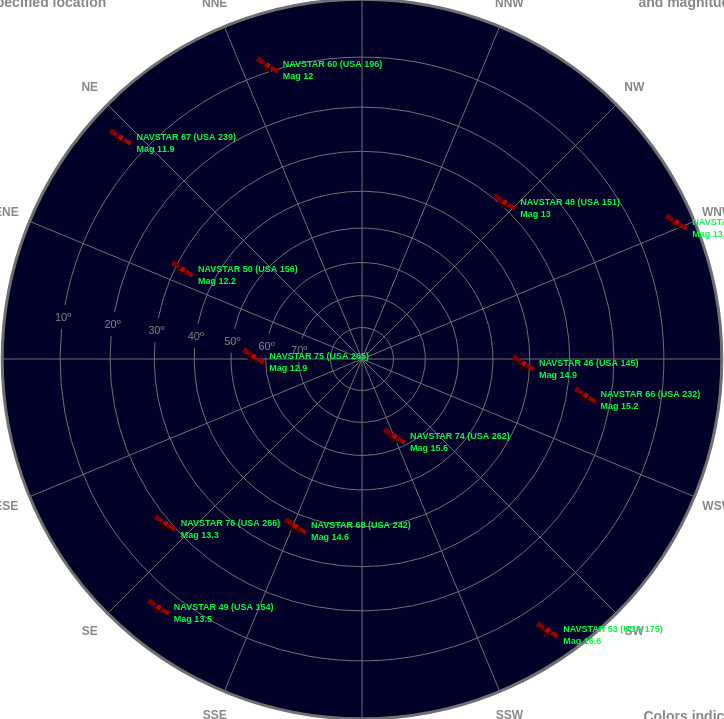 specified location
and magnitude
NNE
NNW
NAVSTAR 60 (USA 196)
Mag 12
NE
NW
NAVSTAR 67 (USA 239)
Mag 11.9
ENE
WNW
NAVSTAR 48 (USA 151)
Mag 13
NAVSTA
Mag 13.
NAVSTAR 50 (USA 156)
Mag 12.2
10º
20º
30º
40º
50º
60º
70º
NAVSTAR 75 (USA 265)
Mag 12.9
NAVSTAR 46 (USA 145)
Mag 14.9
NAVSTAR 66 (USA 232)
Mag 15.2
NAVSTAR 74 (USA 262)
Mag 15.6
ESE
WSW
NAVSTAR 76 (USA 266)
Mag 13.3
NAVSTAR 68 (USA 242)
Mag 14.6
NAVSTAR 49 (USA 154)
Mag 13.5
SE
SW
NAVSTAR 53 (USA 175)
Mag 16.6
SSE
SSW
Colors indic